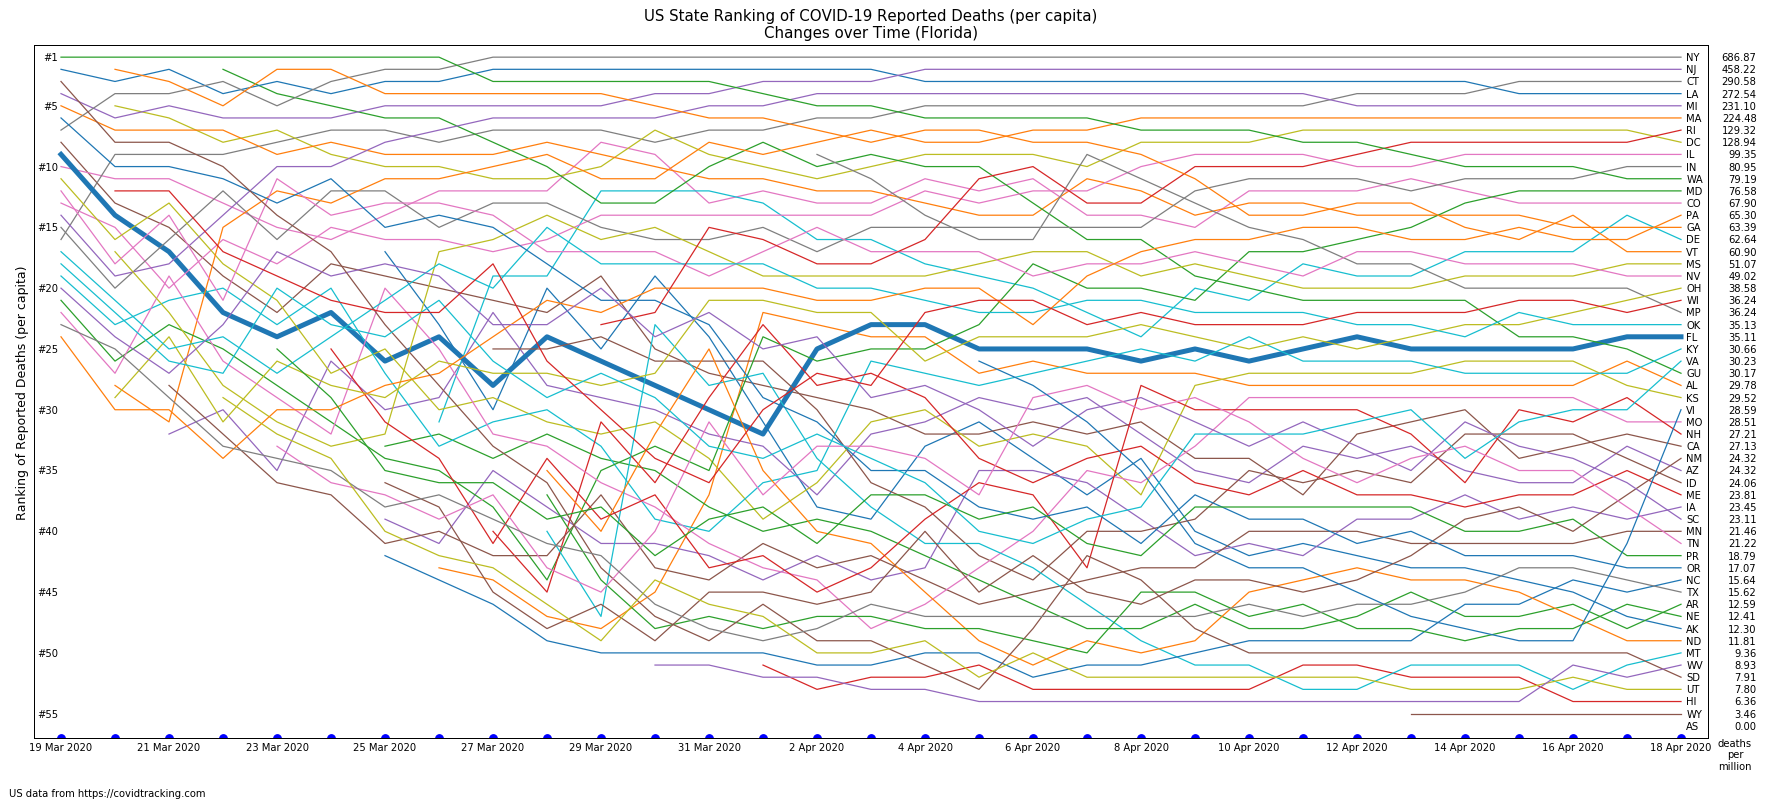 US State Ranking of COVID-19 Reported Deaths (per capita)
Changes over Time (Florida)
Ranking of Reported Deaths (per capita)
#1
#5
#10
#15
#20
#25
#30
#35
#40
#45
#50
#55
NY 686.87
NJ 458.22
CT 290.58
LA 272.54
MI 231.10
MA 224.48
RI 129.32
DC 128.94
IL 99.35
IN 80.95
WA 79.19
MD 76.58
CO 67.90
PA 65.30
GA 63.39
DE 62.64
VT 60.90
MS 51.07
NV 49.02
OH 38.58
WI 36.24
MP 36.24
OK 35.13
FL 35.11
KY 30.66
VA 30.23
GU 30.17
AL 29.78
KS 29.52
VI 28.59
MO 28.51
NH 27.21
CA 27.13
NM 24.32
AZ 24.32
ID 24.06
ME 23.81
IA 23.45
SC 23.11
MN 21.46
TN 21.22
PR 18.79
OR 17.07
NC 15.64
TX 15.62
AR 12.59
NE 12.41
AK 12.30
ND 11.81
MT 9.36
WV 8.93
SD 7.91
UT 7.80
HI 6.36
WY 3.46
AS 0.00
19 Mar 2020 21 Mar 2020 23 Mar 2020 25 Mar 2020 27 Mar 2020 29 Mar 2020 31 Mar 2020 2 Apr 2020 4 Apr 2020 6 Apr 2020 8 Apr 2020 10 Apr 2020 12 Apr 2020 14 Apr 2020 16 Apr 2020 18 Apr 2020
deaths
per
million
US data from https://covidtracking.com